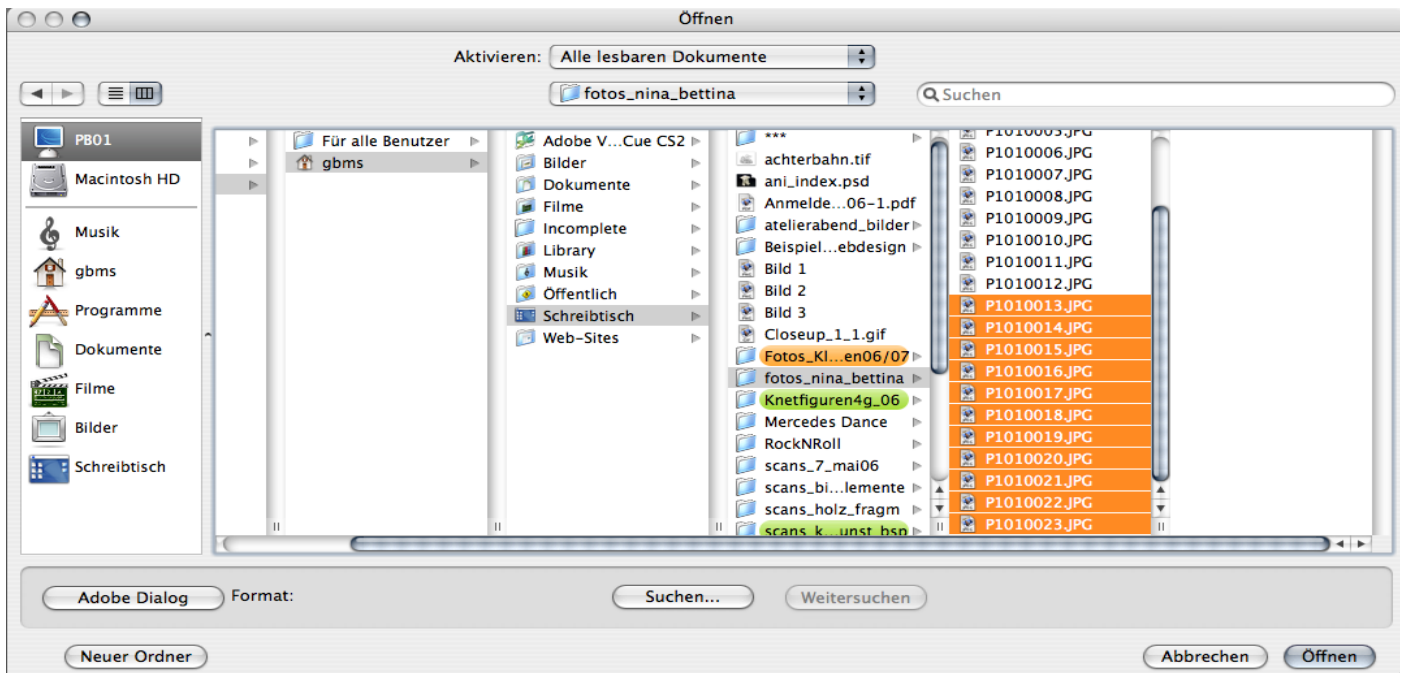 Öffnen
Aktivieren: Alle lesbaren Dokumente
fotos_nina_bettina
Suchen
PB01
Macintosh HD
Musik
gbms
Programme
Dokumente
Filme
Bilder
Schreibtisch
Für alle Benutzer
gbms
Adobe V...Cue CS2
Bilder
Dokumente
Filme
Incomplete
Library
Musik
Öffentlich
Schreibtisch
Web-Sites
***
achterbahn.tif
ani_index.psd
Anmelde...06-1.pdf
atelierabend_bilder
Beispiel...ebdesign
Bild 1
Bild 2
Bild 3
Closeup_1_1.gif
Fotos_Kl...en06/07
fotos_nina_bettina
Knetfiguren4g_06
Mercedes Dance
RockNRoll
scans_7_mai06
scans_bi...lemente
scans_holz_fragm
scans_k...unst_bsp
P1010005.JPG
P1010006.JPG
P1010007.JPG
P1010008.JPG
P1010009.JPG
P1010010.JPG
P1010011.JPG
P1010012.JPG
P1010013.JPG
P1010014.JPG
P1010015.JPG
P1010016.JPG
P1010017.JPG
P1010018.JPG
P1010019.JPG
P1010020.JPG
P1010021.JPG
P1010022.JPG
P1010023.JPG
Adobe Dialog
Format:
Suchen...
Weitersuchen
Neuer Ordner
Abbrechen
Öffnen